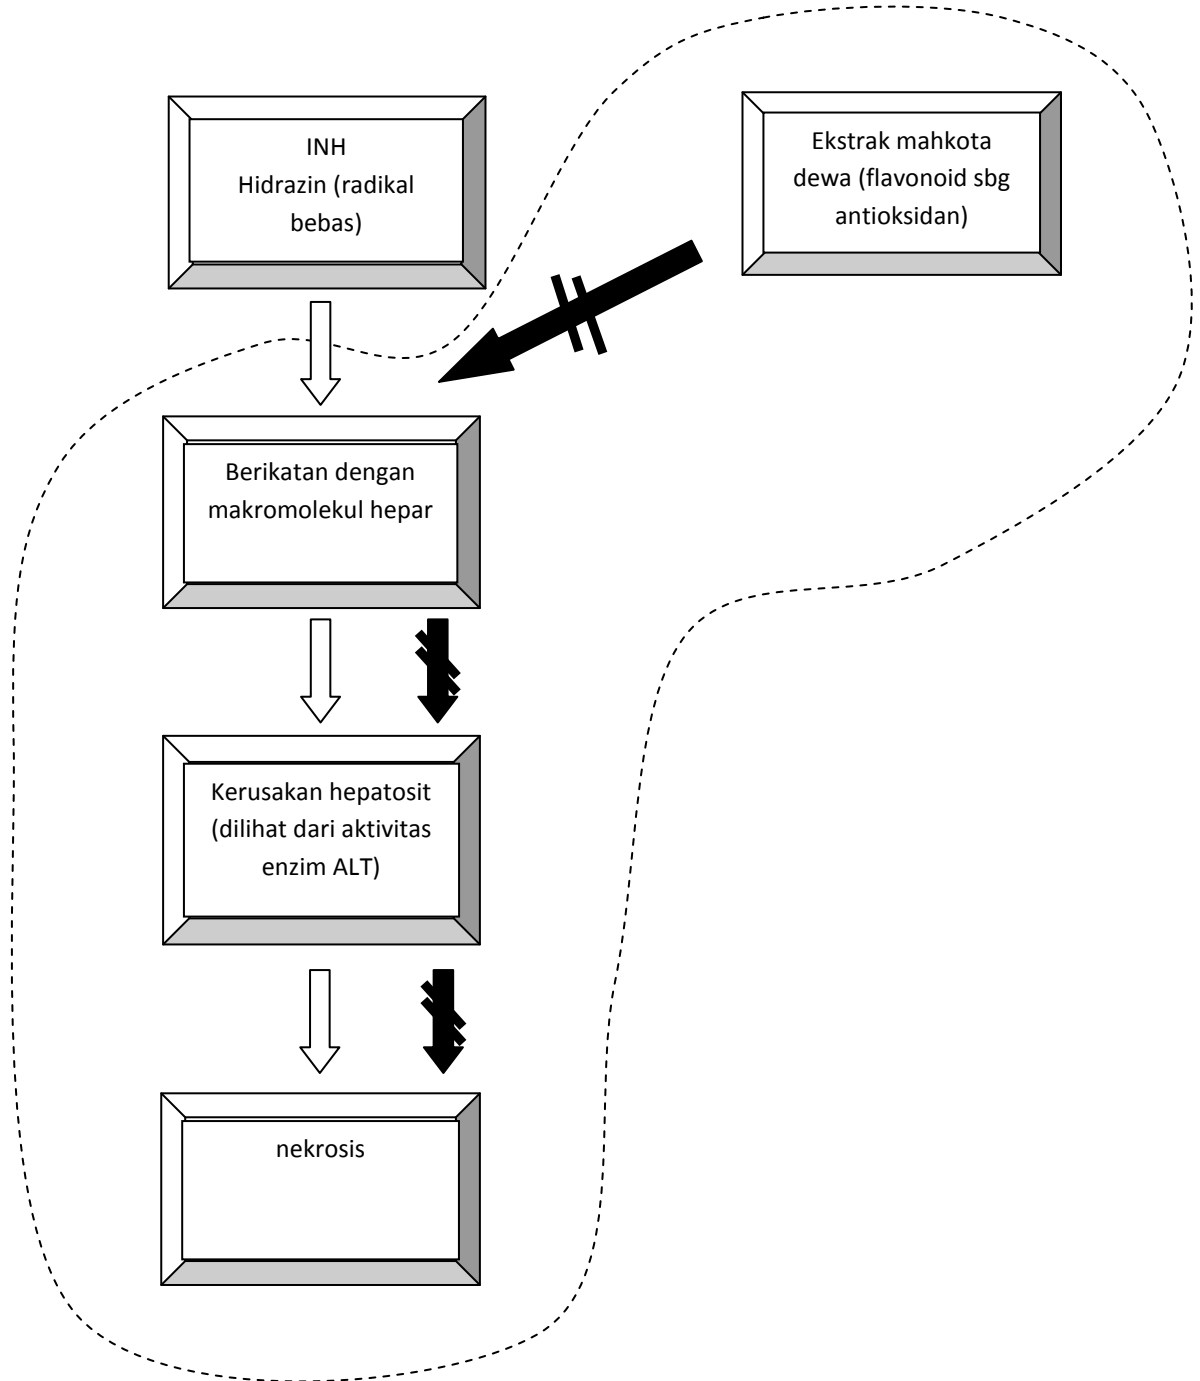 INH
Hidrazin (radikal
bebas)
Ekstrak mahkota
dewa (flavonoid sbg
antioksidan)
Berikatan dengan
makromolekul hepar
Kerusakan hepatosit
(dilihat dari aktivitas
enzim ALT)
nekrosis